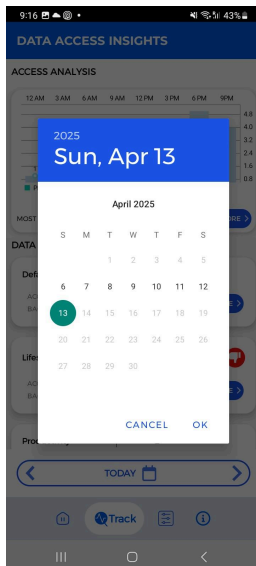 9:16
43%
DATA ACCESS INSIGHTS
ACCESS ANALYSIS
12 AM 3 AM 6 AM 9 AM 12 PM 3 PM 6 PM 9PM
4.8
4.0
3.2
2.4
1.6
0.8
MOST
DATA
2025
Sun, Apr 13
April 2025
S M T W T F S
1 2 3 4 5
6 7 8 9 10 11 12
13 14 15 16 17 18 19
20 21 22 23 24 25 26
27 28 29 30
CANCEL OK
TODAY
Track